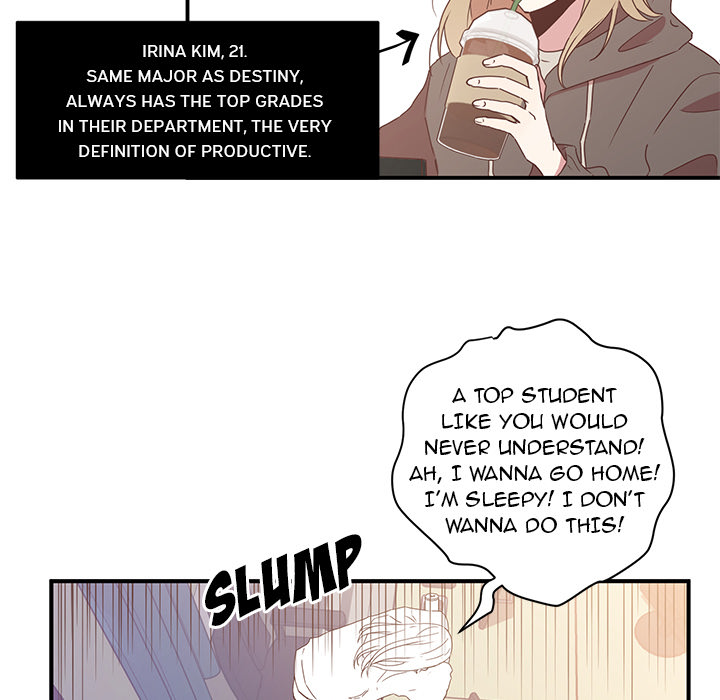 IRINA KIM, 21.
SAME MAJOR AS DESTINY,
ALWAYS HAS THE TOP GRADES
IN THEIR DEPARTMENT, THE VERY
DEFINITION OF PRODUCTIVE.
A TOP STUDENT
LIKE YOU WOULD
NEVER UNDERSTAND!
AH, I WANNA GO HOME!
I'M SLEEPY! I DON'T
WANNA DO THIS!
SLUMP